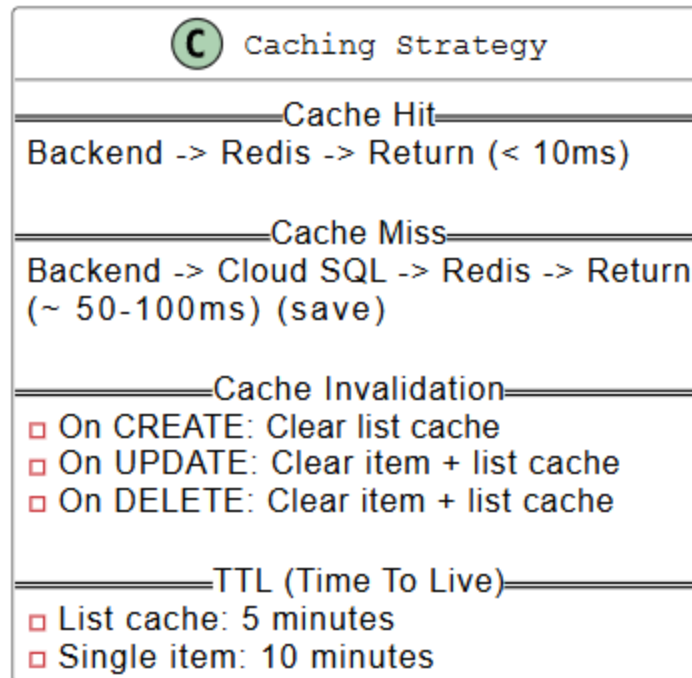 C Caching Strategy
Cache Hit
Backend -> Redis -> Return (< 10ms)
Cache Miss
Backend -> Cloud SQL -> Redis -> Return
(~ 50-100ms) (save)
Cache Invalidation
On CREATE: Clear list cache
On UPDATE: Clear item + list cache
On DELETE: Clear item + list cache
TTL (Time To Live)
List cache: 5 minutes
Single item: 10 minutes